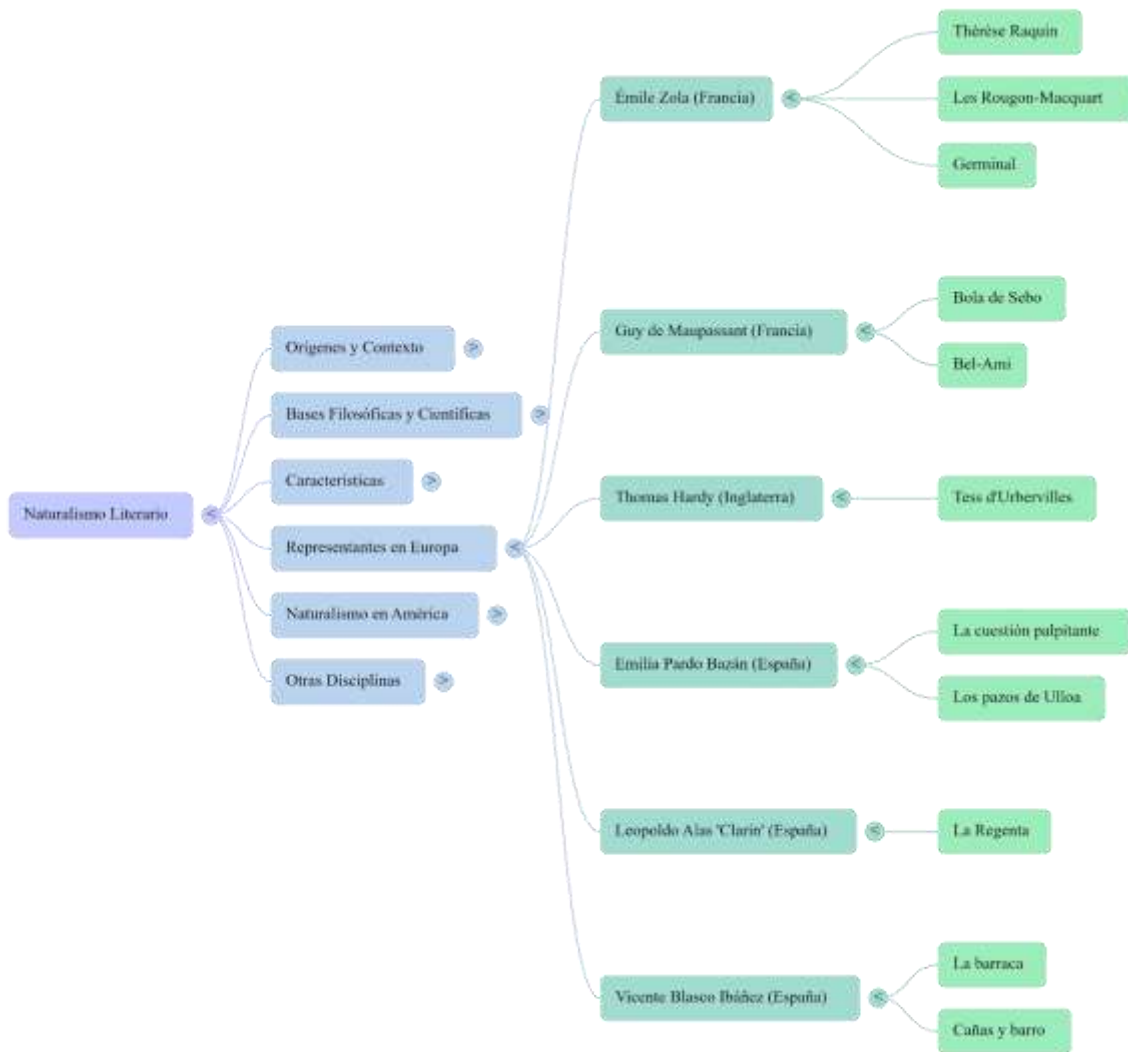 Naturalismo Literario
Orígenes y Contexto
Bases Filosóficas y Científicas
Características
Representantes en Europa
Naturalismo en América
Otras Disciplinas
Émile Zola (Francia)
Thérèse Raquin
Les Rougon-Macquart
Germinal
Guy de Maupassant (Francia)
Bola de Sebo
Bel-Ami
Thomas Hardy (Inglaterra)
Tess d'Urbervilles
Emilia Pardo Bazán (España)
La cuestión palpitante
Los pazos de Ulloa
Leopoldo Alas 'Clarín' (España)
La Regenta
Vicente Blasco Ibáñez (España)
La barraca
Cañas y barro